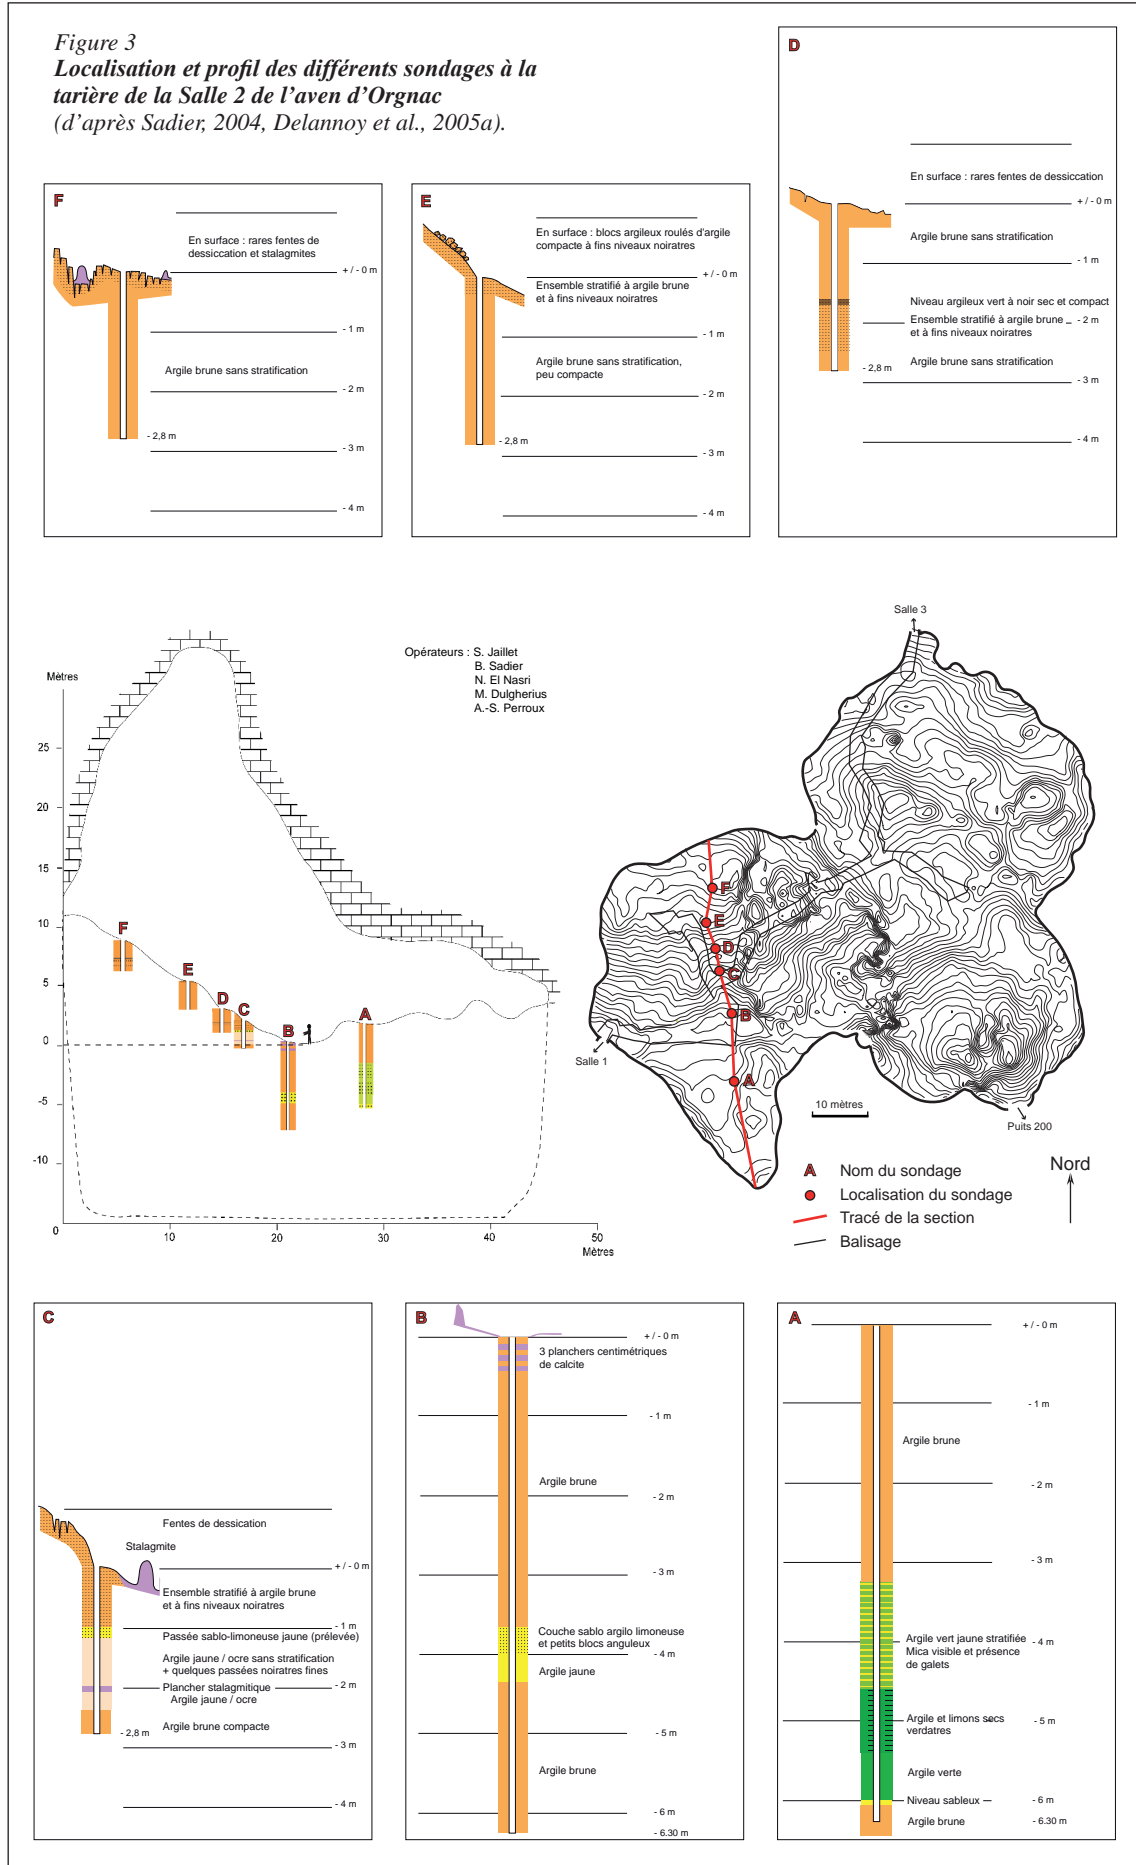 Figure 3
Localisation et profil des différents sondages à la
tarière de la Salle 2 de l'aven d'Orgnac
(d'après Sadier, 2004, Delannoy et al., 2005a).
F
En surface : rares fentes de
dessiccation et stalagmites
+ / - 0 m
- 1 m
Argile brune sans stratification
- 2 m
- 2,8 m
- 3 m
- 4 m
E
En surface : blocs argileux roulés d'argile
compacte à fins niveaux noiratres
+ / - 0 m
Ensemble stratifié à argile brune
et à fins niveaux noiratres
- 1 m
Argile brune sans stratification,
peu compacte
- 2 m
- 2,8 m
- 3 m
- 4 m
D
En surface : rares fentes de dessiccation
+ / - 0 m
Argile brune sans stratification
- 1 m
Niveau argileux vert à noir sec et compact
Ensemble stratifié à argile brune
- 2 m
et à fins niveaux noiratres
Argile brune sans stratification
- 2,8 m
- 3 m
- 4 m
Mètres
25
20
15
10
5
0
-5
-10
0
10
20
30
40
50
Mètres
F
E
D
C
B
A
Opérateurs : S. Jaillet
B. Sadier
N. El Nasri
M. Dulgherius
A.-S. Perroux
Salle 3
F
E
D
C
B
A
Salle 1
10 mètres
Puits 200
Nord
A Nom du sondage
Localisation du sondage
Tracé de la section
Balisage
C
Fentes de dessication
Stalagmite
+ / - 0 m
Ensemble stratifié à argile brune
et à fins niveaux noiratres
- 1 m
Passée sablo-limoneuse jaune (prélevée)
Argile jaune / ocre sans stratification
+ quelques passées noiratres fines
Plancher stalagmitique
- 2 m
Argile jaune / ocre
Argile brune compacte
- 2,8 m
- 3 m
- 4 m
B
+ / - 0 m
3 planchers centimétriques
de calcite
- 1 m
Argile brune
- 2 m
- 3 m
Couche sablo argilo limoneuse
et petits blocs anguleux
- 4 m
Argile jaune
- 5 m
Argile brune
- 6 m
- 6.30 m
A
+ / - 0 m
- 1 m
Argile brune
- 2 m
- 3 m
Argile vert jaune stratifiée
- 4 m
Mica visible et présence
de galets
Argile et limons secs
- 5 m
verdatres
Argile verte
Niveau sableux
- 6 m
Argile brune
- 6.30 m